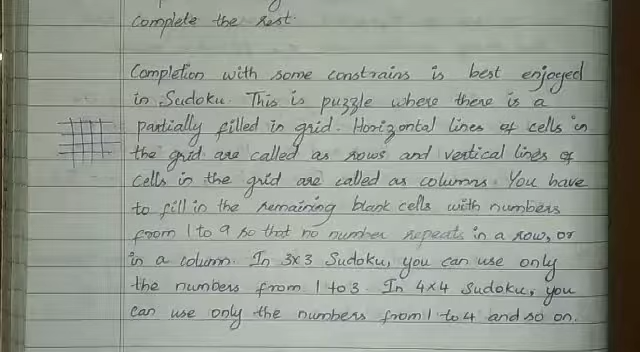 complete the rest.
Completion with some constrains is best enjoyed
in Sudoku. This is puzzle where there is a
partially filled in grid. Horizontal lines of cells in
the grid are called as rows and vertical lines of
cells in the grid are called as columns. You have
to fill in the remaining blank cells with numbers
from 1 to 9 so that no number repeats in a row, or
in a column. In 3x3 Sudoku, you can use only
the numbers from 1 to 3. In 4x4 Sudoku, you
can use only the numbers from 1 to 4 and so on.